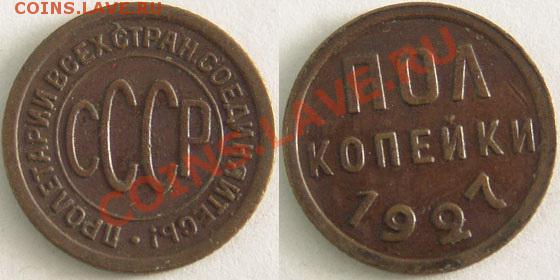 COINS.LAVE.RU
ПРОЛЕТАРИИ ВСЕХ СТРАН, СОЕДИНЯЙТЕСЬ!
СССР
ПОЛ
КОПЕЙКИ
1927
COINS.LAVE.RU